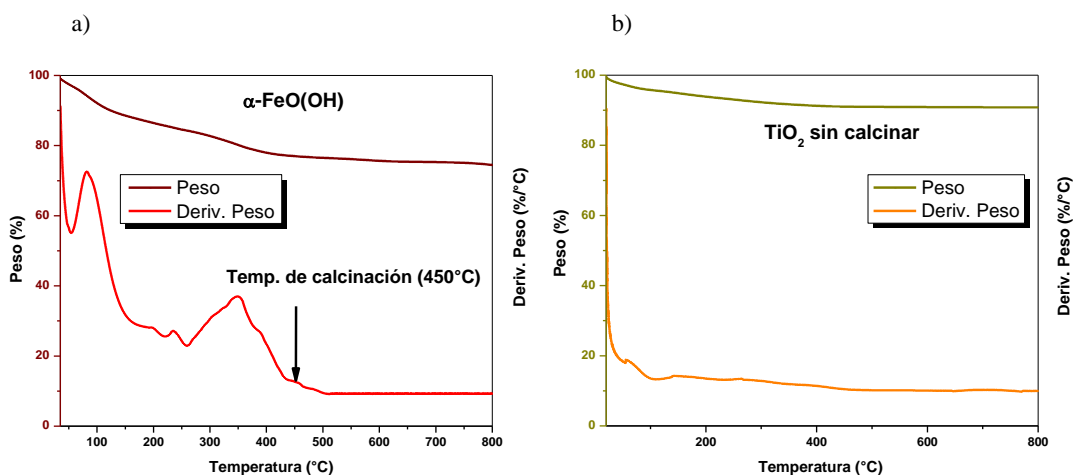 a)
b)
α-FeO(OH)
Peso
Deriv. Peso
Temp. de calcinación (450°C)
Peso (%)
100
80
60
40
20
0
100 200 300 400 500 600 700 800
Temperatura (°C)
Deriv. Peso (%/°C)
TiO₂ sin calcinar
Peso
Deriv. Peso
Peso (%)
100
80
60
40
20
0
200 400 600 800
Temperatura (°C)
Deriv. Peso (%/°C)